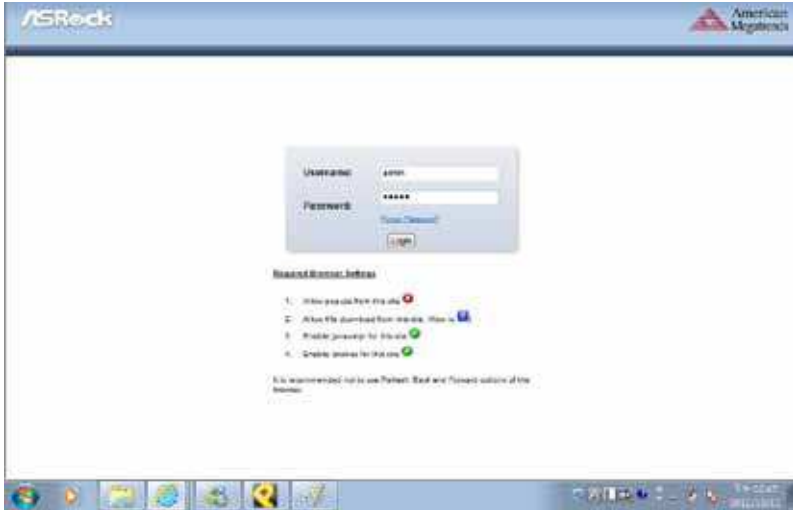 ASRock
American
Megatrends
Username: admin
Password: •••••
Forgot Password?
Login
Required Browser Settings
1. Allow popups from this site
2. Allow file download from this site.
3. Enable javascript for this site
4. Enable cookies for this site
It is recommended not to use Refresh, Back and Forward options of the
browser.